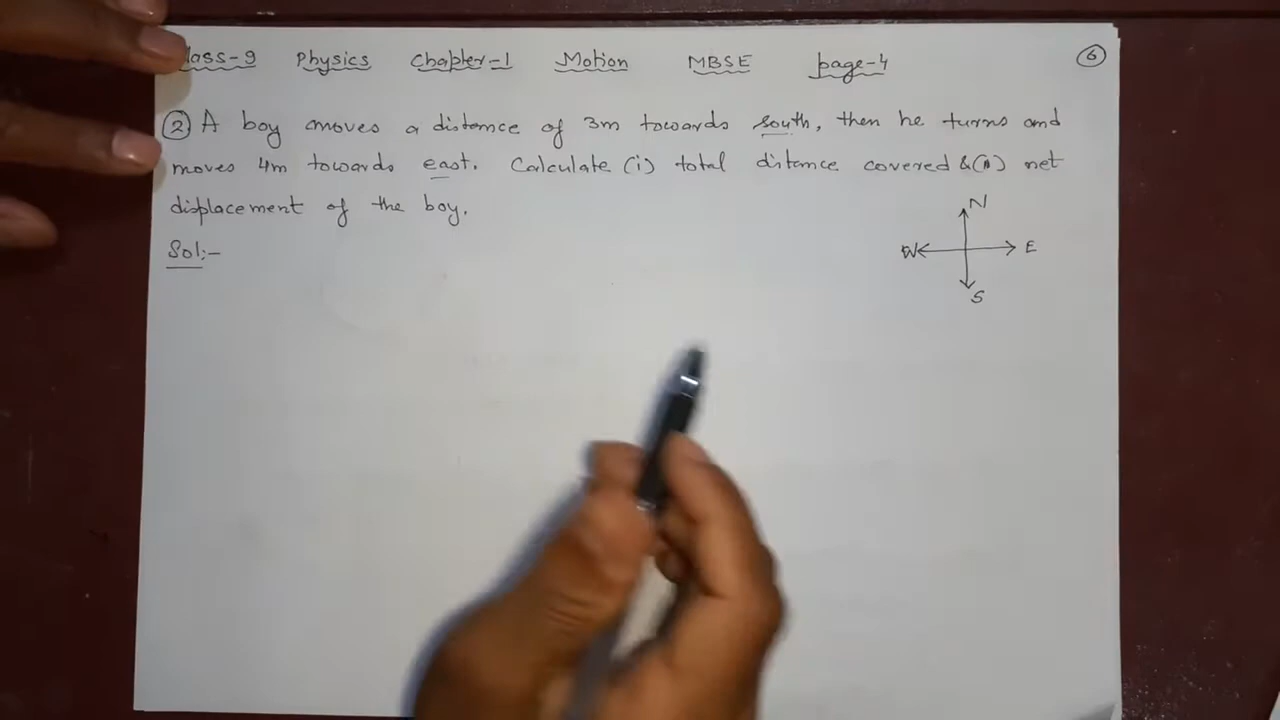 lass-9 Physics Chapter-1 Motion MBSE page-4 6
2 A boy moves a distance of 3m towards south, then he turns and
moves 4m towards east. Calculate (i) total distance covered & (ii) net
displacement of the boy.
Sol:-
N
W E
S